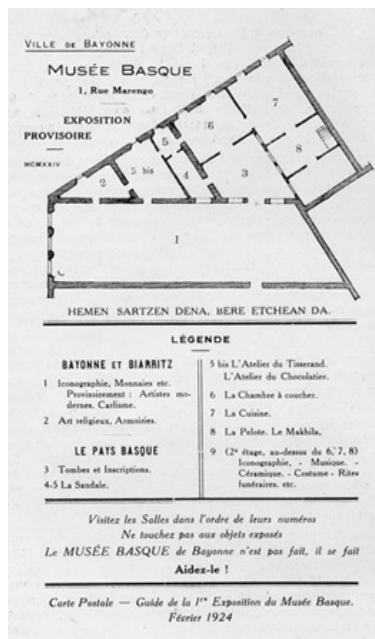 VILLE DE BAYONNE
MUSÉE BASQUE
1, Rue Marengo
EXPOSITION
PROVISOIRE
MCMXXIV
7
6
5
8
2
5 bis
4
3
1
HEMEN SARTZEN DENA, BERE ETCHEAN DA.
LÉGENDE
BAYONNE ET BIARRITZ
1 Iconographie, Monnaies etc.
Provisoirement : Artistes mo-
dernes. Carlisme.
2 Art religieux, Armoiries.
LE PAYS BASQUE
3 Tombes et Inscriptions.
4-5 La Sandale.
5 bis L'Atelier du Tisserand.
L'Atelier du Chocolatier.
6 La Chambre à coucher.
7 La Cuisine.
8 La Pelote. Le Makhila.
9 (2e étage, au-dessus du 6, 7, 8)
Iconographie. - Musique. -
Céramique. - Costume - Rites
funéraires, etc.
Visitez les Salles dans l'ordre de leurs numéros
Ne touchez pas aux objets exposés
Le MUSÉE BASQUE de Bayonne n'est pas fait, il se fait
Aidez-le !
Carte Postale — Guide de la 1re Exposition du Musée Basque.
Février 1924